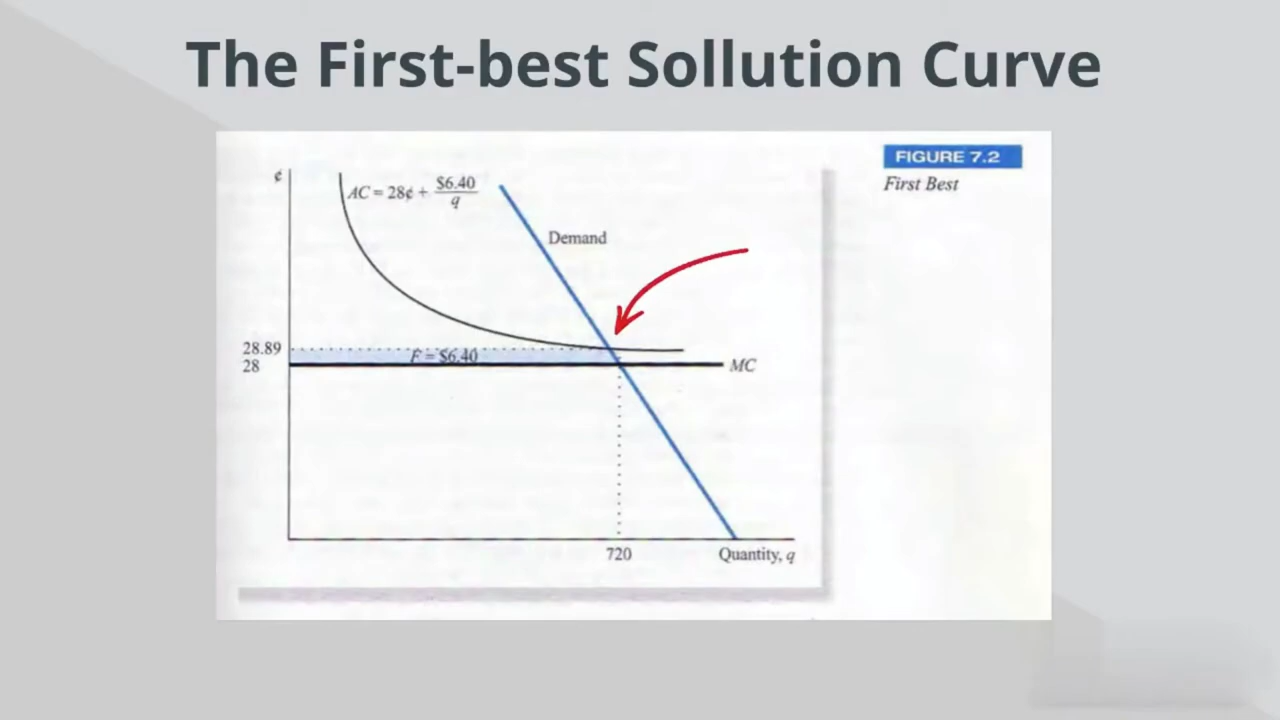 The First-best Sollution Curve
FIGURE 7.2
First Best
¢
AC = 28¢ + $6.40
q
Demand
28.89
F = $6.40
28
MC
720
Quantity, q